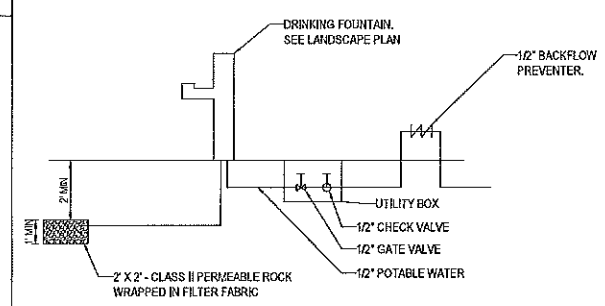 DRINKING FOUNTAIN.
SEE LANDSCAPE PLAN
1/2" BACKFLOW
PREVENTER.
2' MIN
1' MIN
UTILITY BOX
1/2" CHECK VALVE
1/2" GATE VALVE
1/2" POTABLE WATER
2' X 2' - CLASS II PERMEABLE ROCK
WRAPPED IN FILTER FABRIC